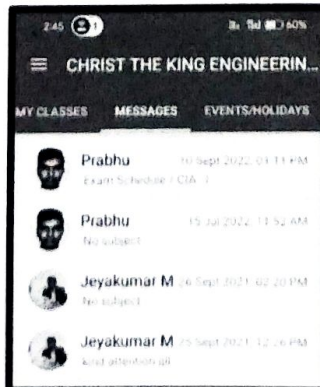 2:45
60%
CHRIST THE KING ENGINEERIN...
MY CLASSES MESSAGES EVENTS/HOLIDAYS
Prabhu 10 Sept 2022, 01:11 PM
Exam Schedule ( CIA
Prabhu 15 Jul 2022, 11:52 AM
No subject
Jeyakumar M 26 Sept 2021, 02:20 PM
No subject
Jeyakumar M 25 Sept 2021, 12:26 PM
kind attention all